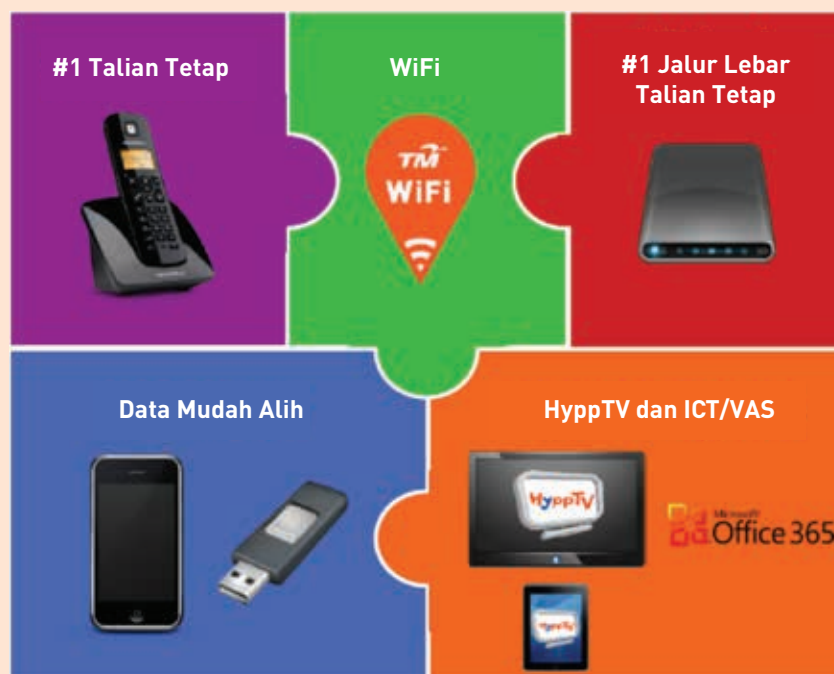 #1 Talian Tetap
WiFi
#1 Jalur Lebar
Talian Tetap
TM
WiFi
Data Mudah Alih
HyppTV dan ICT/VAS
HyppTV
Microsoft
Office 365
HyppTV